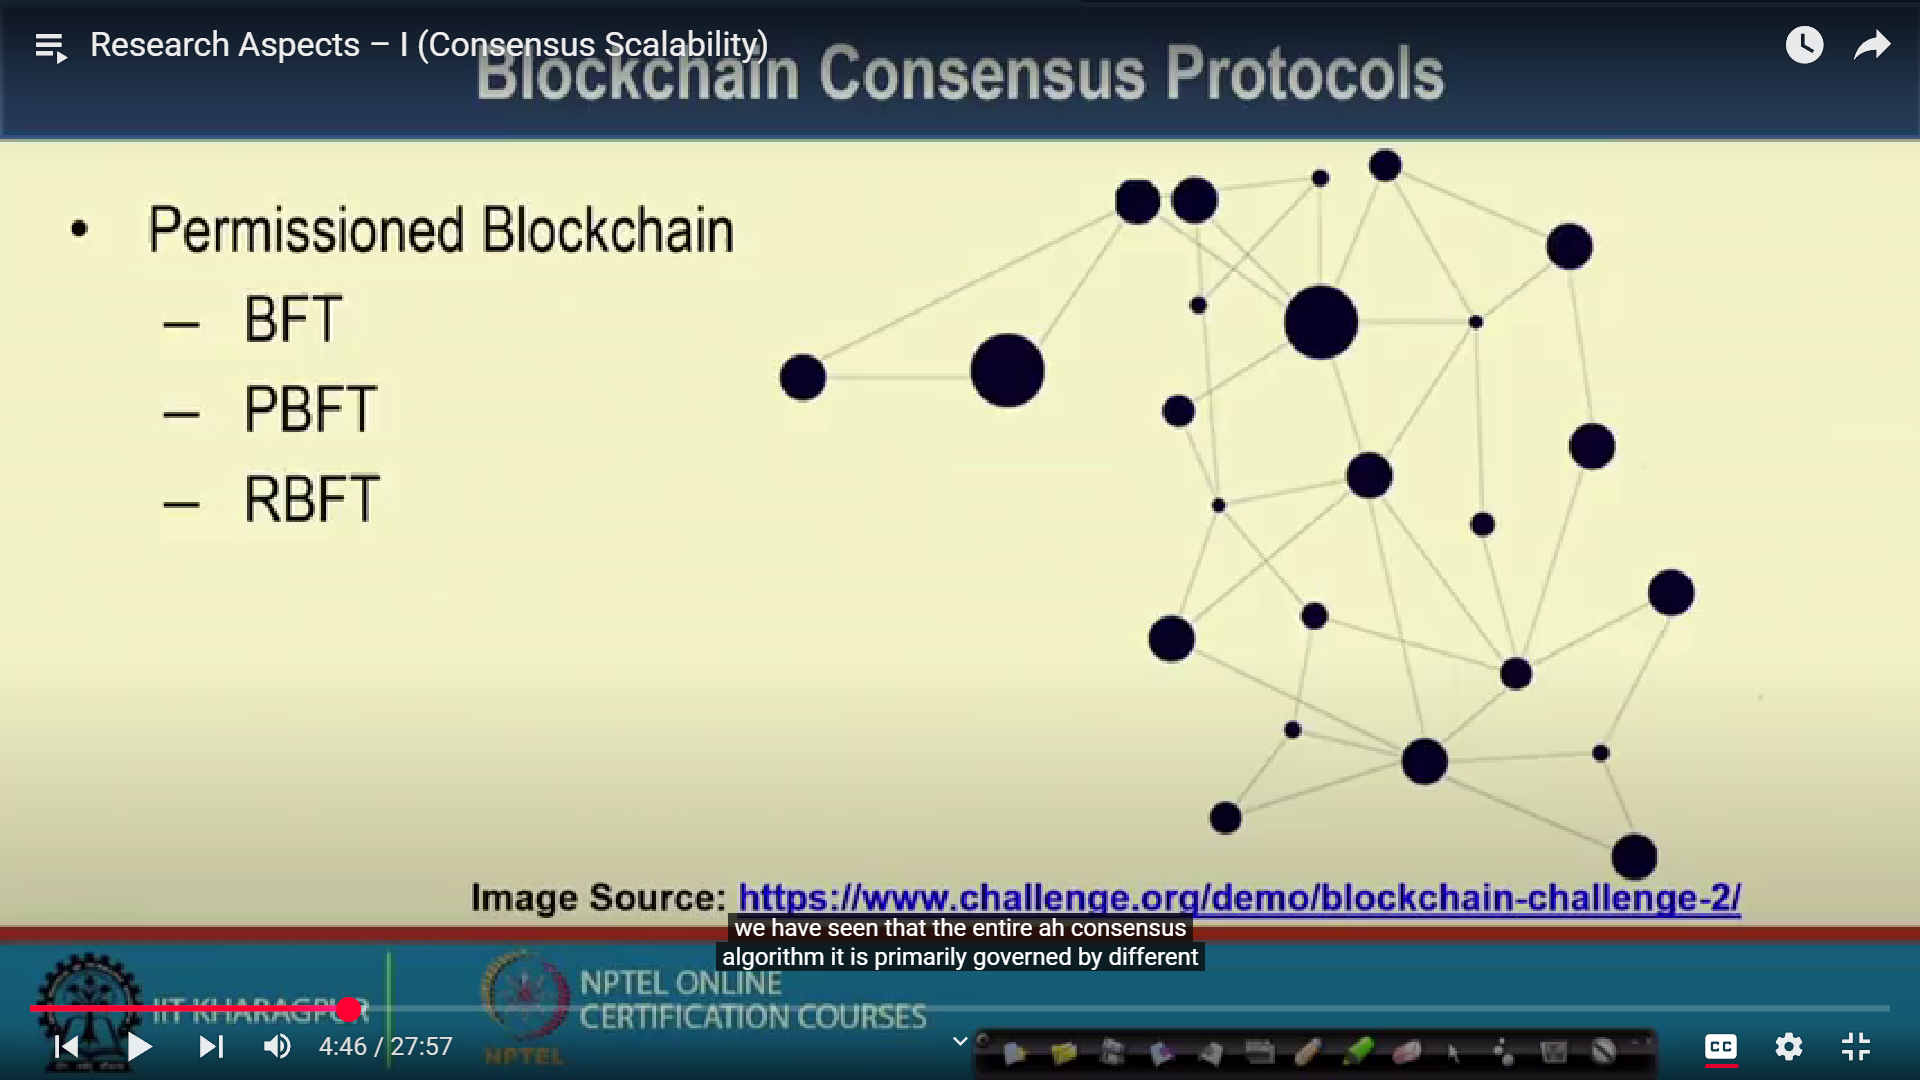 Research Aspects – I (Consensus Scalability)
Blockchain Consensus Protocols
• Permissioned Blockchain
– BFT
– PBFT
– RBFT
Image Source: https://www.challenge.org/demo/blockchain-challenge-2/
we have seen that the entire ah consensus
algorithm it is primarily governed by different
IIT KHARAGPUR
NPTEL ONLINE
CERTIFICATION COURSES
NPTEL
4:46 / 27:57
CC